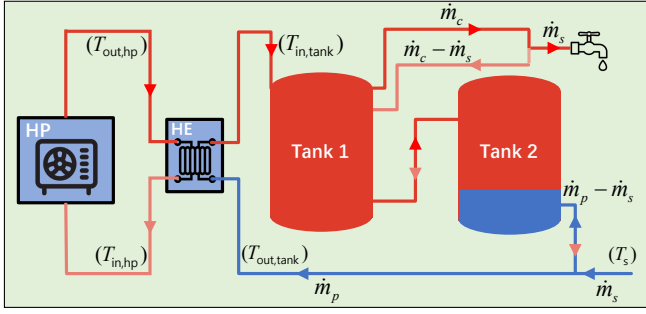 ṁ_c
(T_out,hp)
(T_in,tank)
ṁ_c − ṁ_s
ṁ_s
HP
HE
Tank 1
Tank 2
ṁ_p − ṁ_s
(T_in,hp)
(T_out,tank)
(T_s)
ṁ_p
ṁ_s